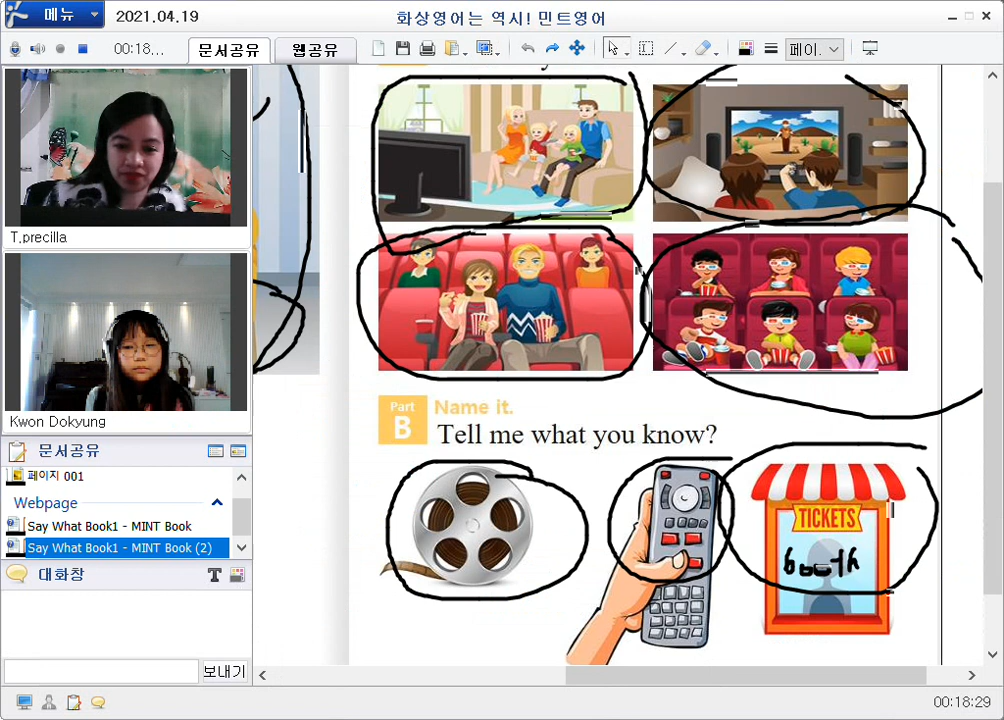 메뉴
2021.04.19
화상영어는 역시! 민트영어
00:18...
문서공유
웹공유
페이.
T.precilla
Kwon Dokyung
문서공유
페이지 001
Webpage
Say What Book1 - MINT Book
Say What Book1 - MINT Book (2)
대화창
보내기
Part
B
Name it.
Tell me what you know?
TICKETS
booth
00:18:29